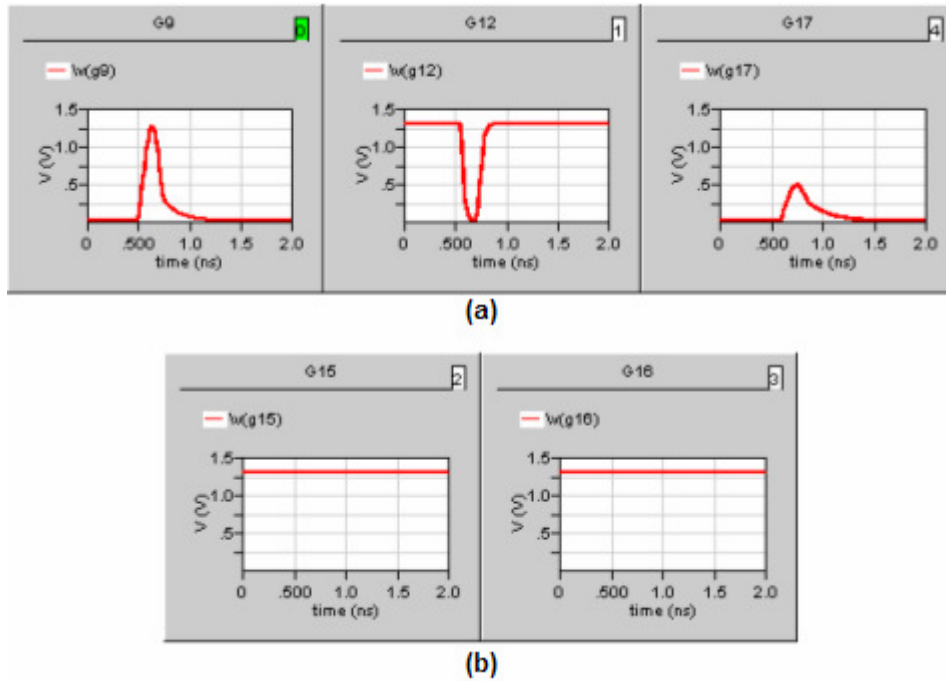 G9
0
\v(g9)
1.5
1.0
.5
V (V)
0 .500 1.0 1.5 2.0
time (ns)
G12
1
\v(g12)
1.5
1.0
.5
V (V)
0 .500 1.0 1.5 2.0
time (ns)
G17
4
\v(g17)
1.5
1.0
.5
V (V)
0 .500 1.0 1.5 2.0
time (ns)
(a)
G15
2
\v(g15)
1.5
1.0
.5
V (V)
0 .500 1.0 1.5 2.0
time (ns)
G16
3
\v(g16)
1.5
1.0
.5
V (V)
0 .500 1.0 1.5 2.0
time (ns)
(b)